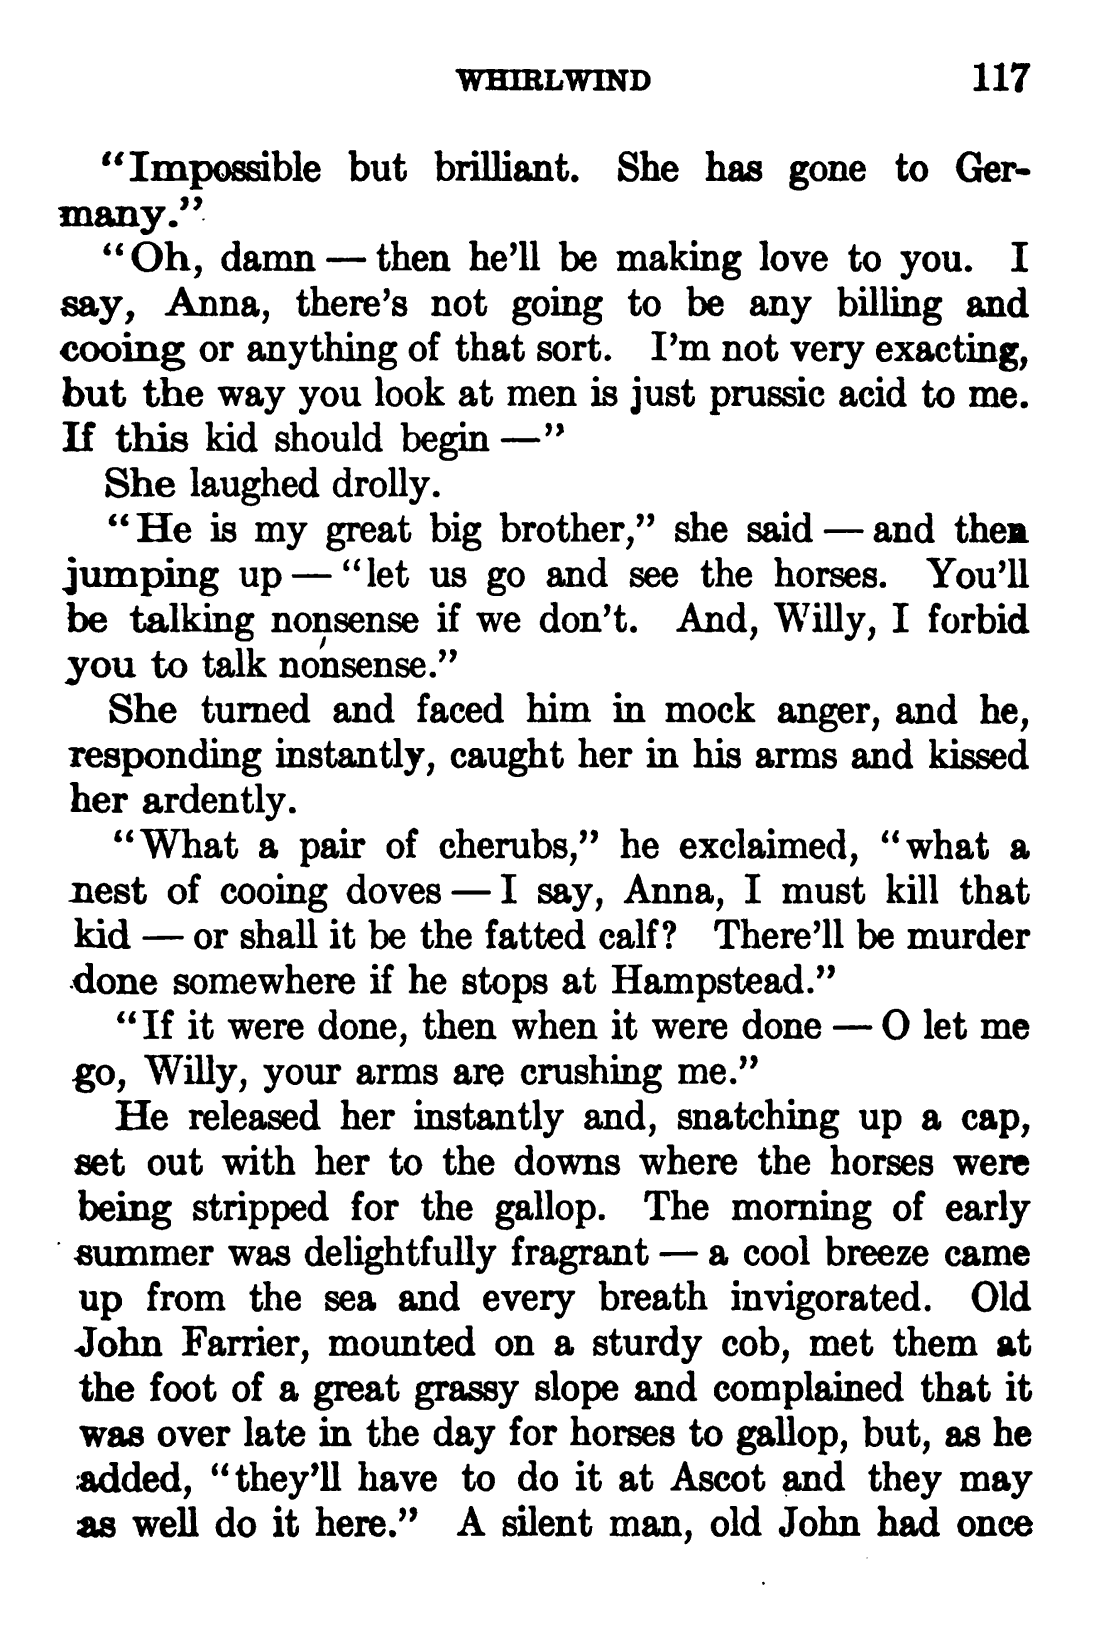 WHIRLWIND 117
“Impossible but brilliant. She has gone to Ger-
many.”
“Oh, damn — then he’ll be making love to you. I
say, Anna, there’s not going to be any billing and
cooing or anything of that sort. I’m not very exacting,
but the way you look at men is just prussic acid to me.
If this kid should begin —”
She laughed drolly.
“He is my great big brother,” she said — and then
jumping up — “let us go and see the horses. You’ll
be talking nonsense if we don’t. And, Willy, I forbid
you to talk nonsense.”
She turned and faced him in mock anger, and he,
responding instantly, caught her in his arms and kissed
her ardently.
“What a pair of cherubs,” he exclaimed, “what a
nest of cooing doves — I say, Anna, I must kill that
kid — or shall it be the fatted calf? There’ll be murder
done somewhere if he stops at Hampstead.”
“If it were done, then when it were done — O let me
go, Willy, your arms are crushing me.”
He released her instantly and, snatching up a cap,
set out with her to the downs where the horses were
being stripped for the gallop. The morning of early
summer was delightfully fragrant — a cool breeze came
up from the sea and every breath invigorated. Old
John Farrier, mounted on a sturdy cob, met them at
the foot of a great grassy slope and complained that it
was over late in the day for horses to gallop, but, as he
added, “they’ll have to do it at Ascot and they may
as well do it here.” A silent man, old John had once